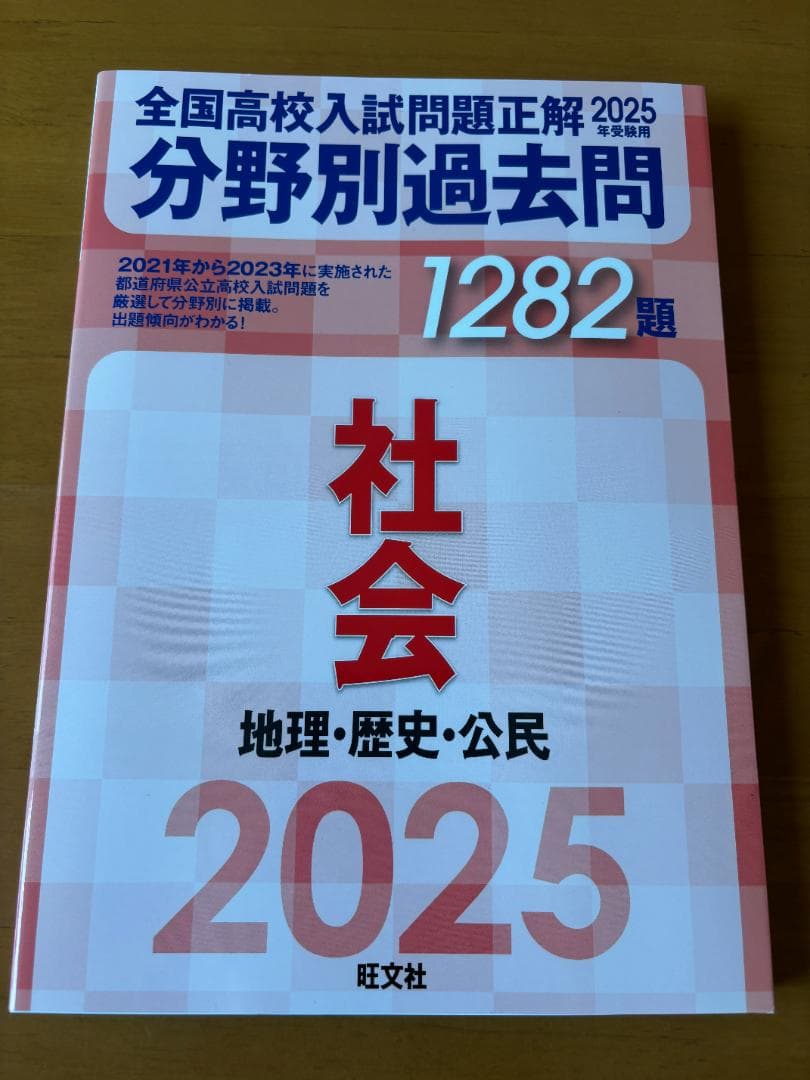 全国高校入試問題正解 2025
年受験用
分野別過去問
2021年から2023年に実施された
都道府県公立高校入試問題を
厳選して分野別に掲載。
出題傾向がわかる!
1282題
社会
地理・歴史・公民
2025
旺文社